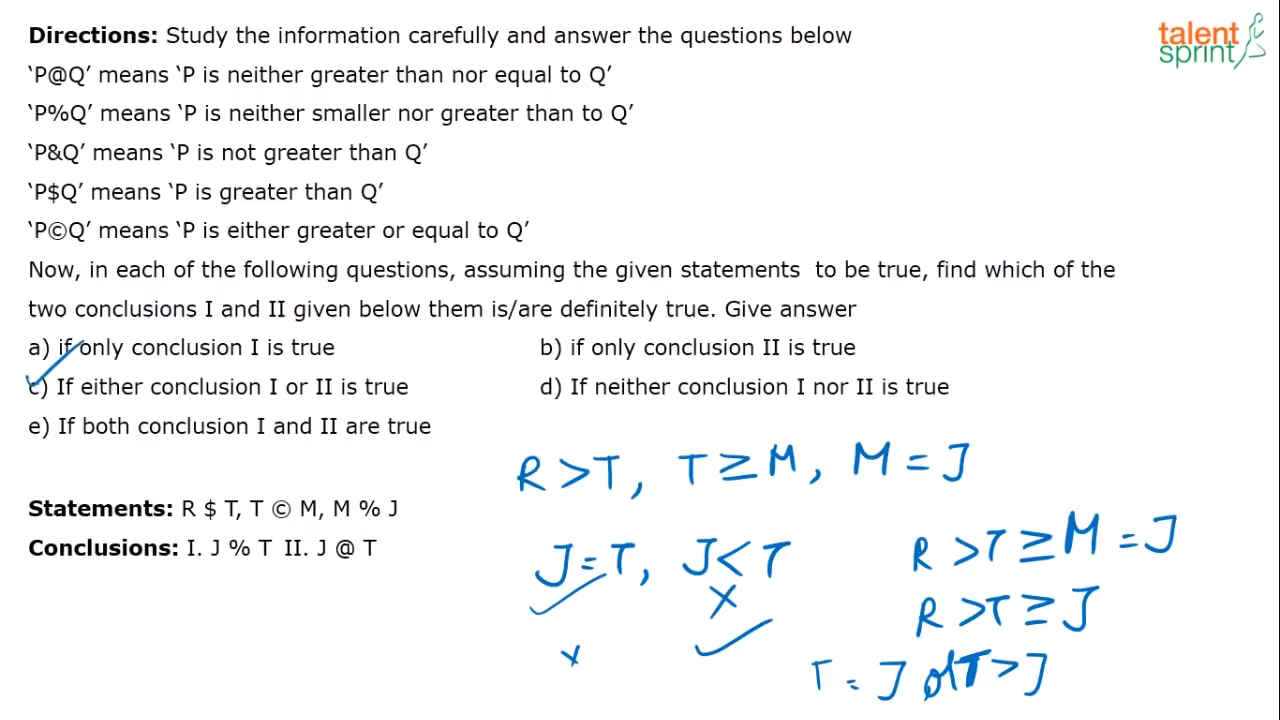 talent
sprint
Directions: Study the information carefully and answer the questions below
‘P@Q’ means ‘P is neither greater than nor equal to Q’
‘P%Q’ means ‘P is neither smaller nor greater than to Q’
‘P&Q’ means ‘P is not greater than Q’
‘P$Q’ means ‘P is greater than Q’
‘P©Q’ means ‘P is either greater or equal to Q’
Now, in each of the following questions, assuming the given statements to be true, find which of the
two conclusions I and II given below them is/are definitely true. Give answer
a) if only conclusion I is true b) if only conclusion II is true
c) If either conclusion I or II is true d) If neither conclusion I nor II is true
e) If both conclusion I and II are true
R > T, T ≥ M, M = J
Statements: R $ T, T © M, M % J
Conclusions: I. J % T II. J @ T
J = T, J < T
R > T ≥ M = J
R > T ≥ J
T = J or T > J